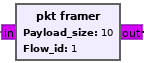 pkt framer
in Payload_size: 10 out
Flow_id: 1